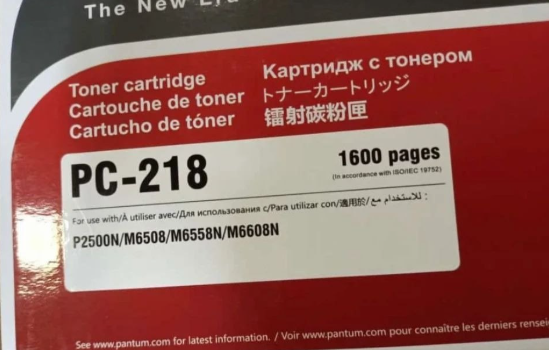 The New Era
Toner cartridge
Cartouche de toner
Cartucho de tóner
Картридж с тонером
トナーカートリッジ
镭射碳粉匣
PC-218
1600 pages
(In accordance with ISO/IEC 19752)
For use with/À utiliser avec/Для использования с/Para utilizar con/適用於/للاستخدام مع :
P2500N/M6508/M6558N/M6608N
See www.pantum.com for latest information. / Voir www.pantum.com pour connaître les derniers